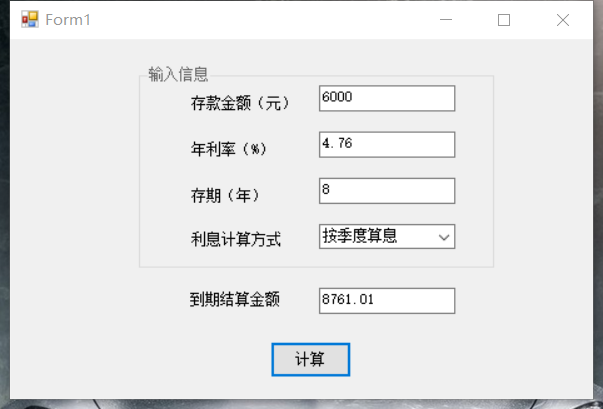 Form1
输入信息
存款金额（元） 6000
年利率（%） 4.76
存期（年） 8
利息计算方式 按季度算息
到期结算金额 8761.01
计算